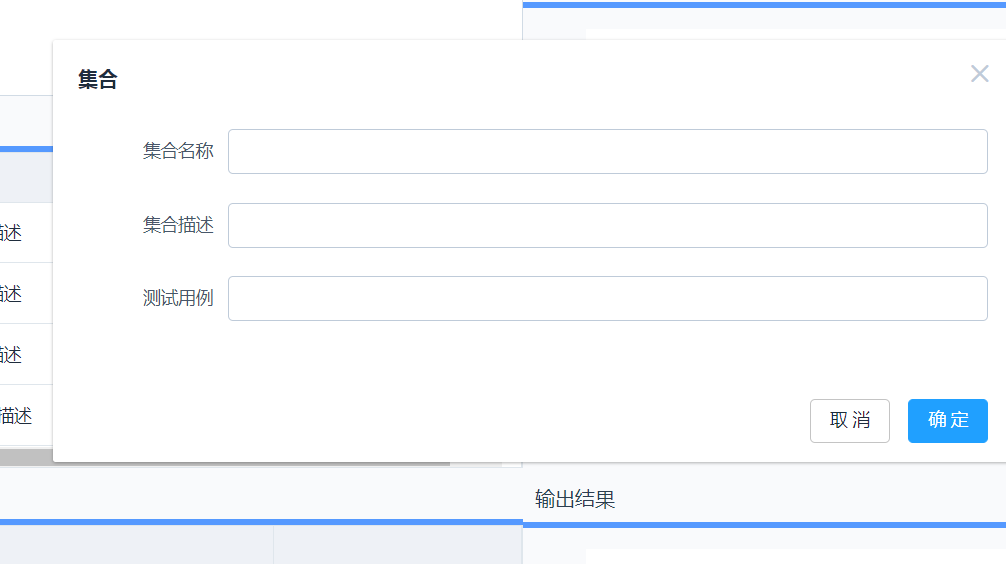 集合
集合名称
集合描述
描述
描述
测试用例
描述
描述
取消 确定
输出结果